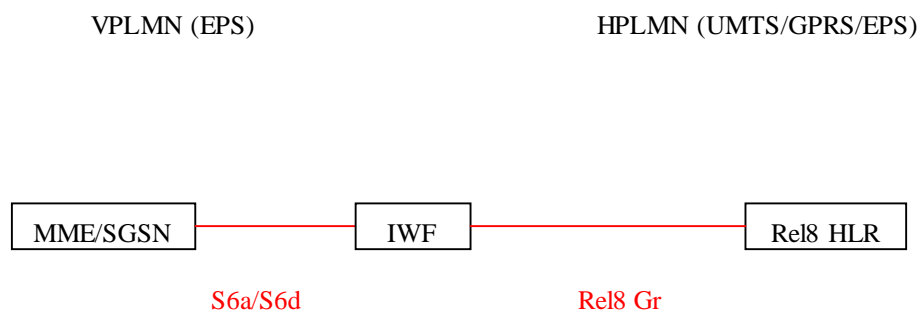 VPLMN (EPS) HPLMN (UMTS/GPRS/EPS)
MME/SGSN IWF Rel8 HLR
S6a/S6d Rel8 Gr